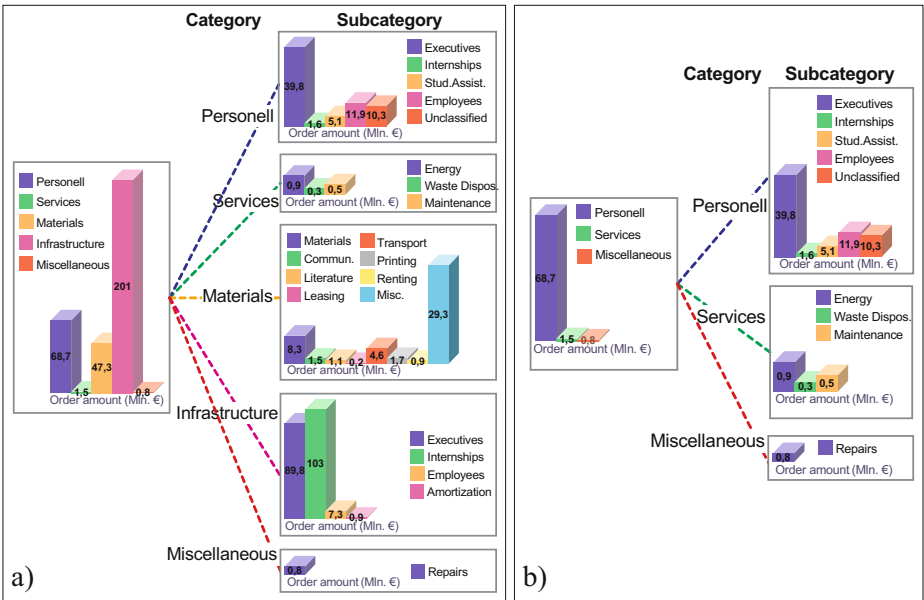 Category Subcategory
Executives
Internships
Stud.Assist.
Employees
Unclassified
39,8
1,6
5,1
11,9
10,3
Order amount (Mln. €)
Personell
Energy
Waste Dispos.
Maintenance
0,9
0,3
0,5
Order amount (Mln. €)
Services
Personell
Services
Materials
Infrastructure
Miscellaneous
68,7
1,5
47,3
201
0,8
Order amount (Mln. €)
Materials
Commun.
Literature
Leasing
Transport
Printing
Renting
Misc.
8,3
1,5
1,1
0,2
4,6
1,7
0,9
29,3
Order amount (Mln. €)
Materials
Infrastructure
Executives
Internships
Employees
Amortization
89,8
103
7,3
0,9
Order amount (Mln. €)
Miscellaneous
0,8
Repairs
Order amount (Mln. €)
a)
Category Subcategory
Executives
Internships
Stud.Assist.
Employees
Unclassified
39,8
1,6
5,1
11,9
10,3
Order amount (Mln. €)
Personell
Personell
Services
Miscellaneous
68,7
1,5
0,8
Order amount (Mln. €)
Services
Energy
Waste Dispos.
Maintenance
0,9
0,3
0,5
Order amount (Mln. €)
Miscellaneous
0,8
Repairs
Order amount (Mln. €)
b)